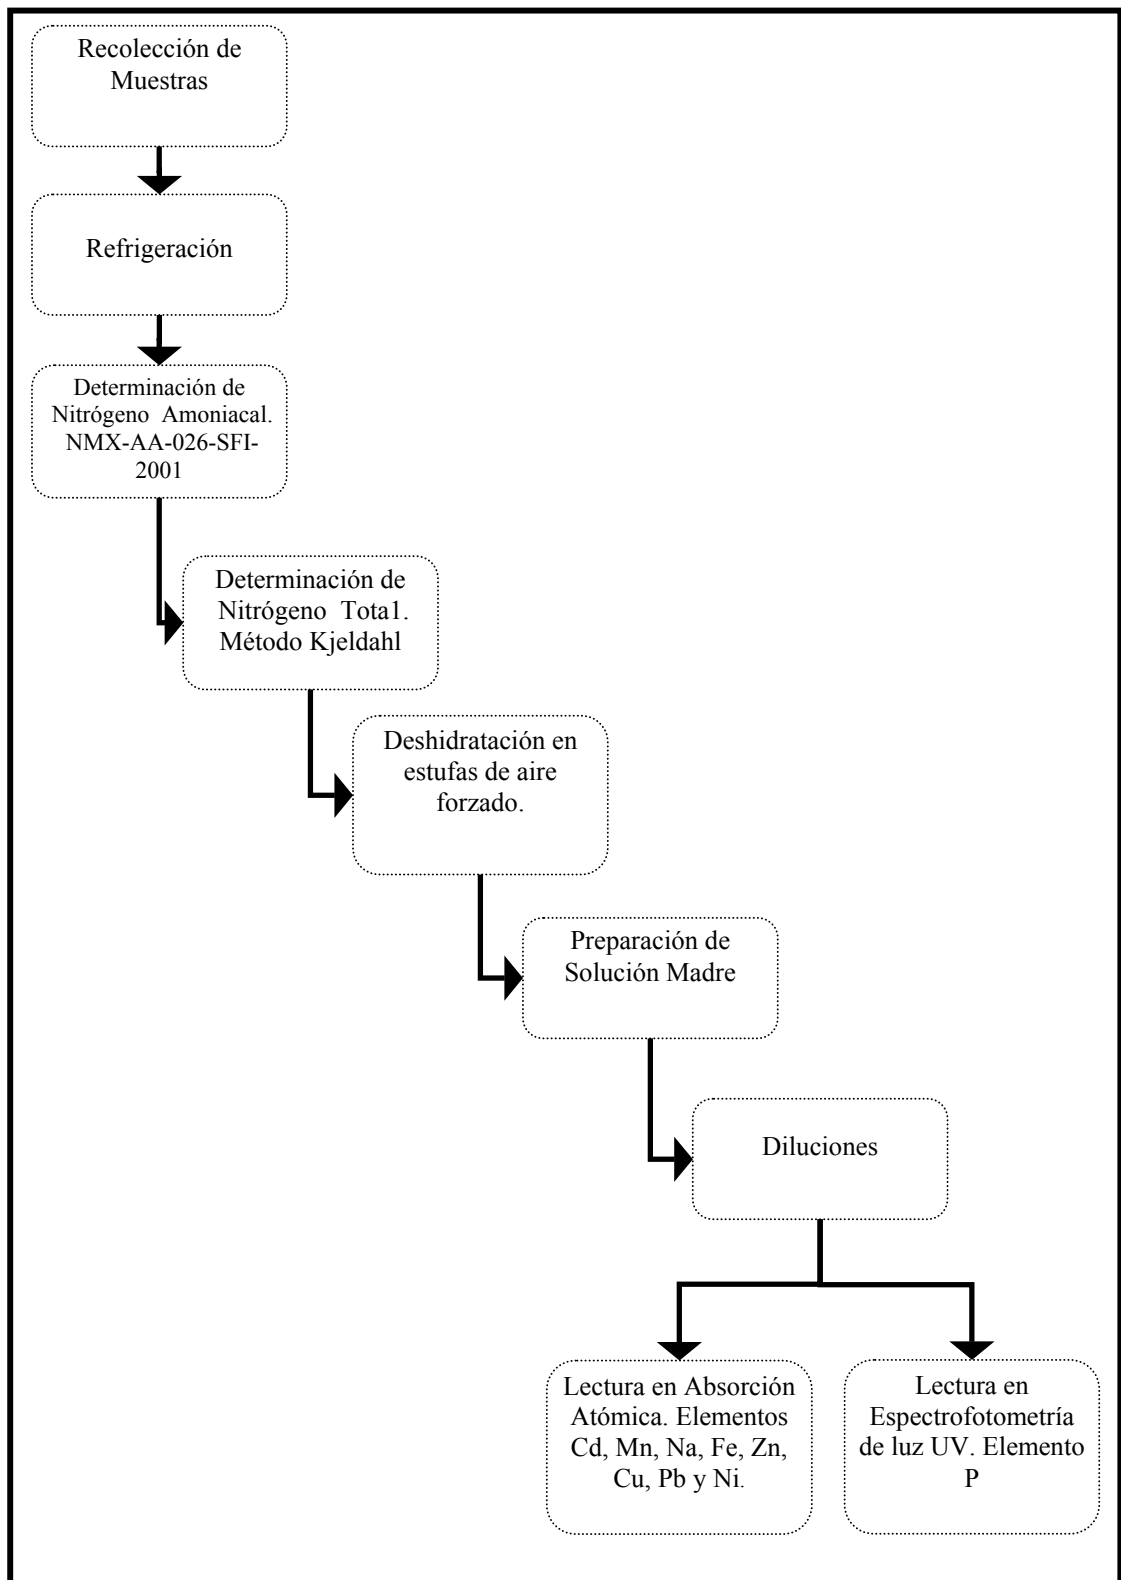 Recolección de
Muestras
Refrigeración
Determinación de
Nitrógeno Amoniacal.
NMX-AA-026-SFI-
2001
Determinación de
Nitrógeno Tota1.
Método Kjeldahl
Deshidratación en
estufas de aire
forzado.
Preparación de
Solución Madre
Diluciones
Lectura en Absorción
Atómica. Elementos
Cd, Mn, Na, Fe, Zn,
Cu, Pb y Ni.
Lectura en
Espectrofotometría
de luz UV. Elemento
P